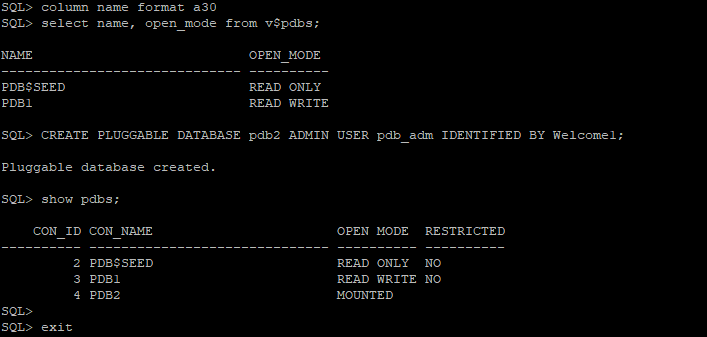 SQL> column name format a30
SQL> select name, open_mode from v$pdbs;
NAME                           OPEN_MODE
------------------------------ ----------
PDB$SEED                       READ ONLY
PDB1                           READ WRITE
SQL> CREATE PLUGGABLE DATABASE pdb2 ADMIN USER pdb_adm IDENTIFIED BY Welcome1;
Pluggable database created.
SQL> show pdbs;
    CON_ID CON_NAME                       OPEN MODE  RESTRICTED
---------- ------------------------------ ---------- ----------
         2 PDB$SEED                       READ ONLY  NO
         3 PDB1                           READ WRITE NO
         4 PDB2                           MOUNTED
SQL>
SQL> exit